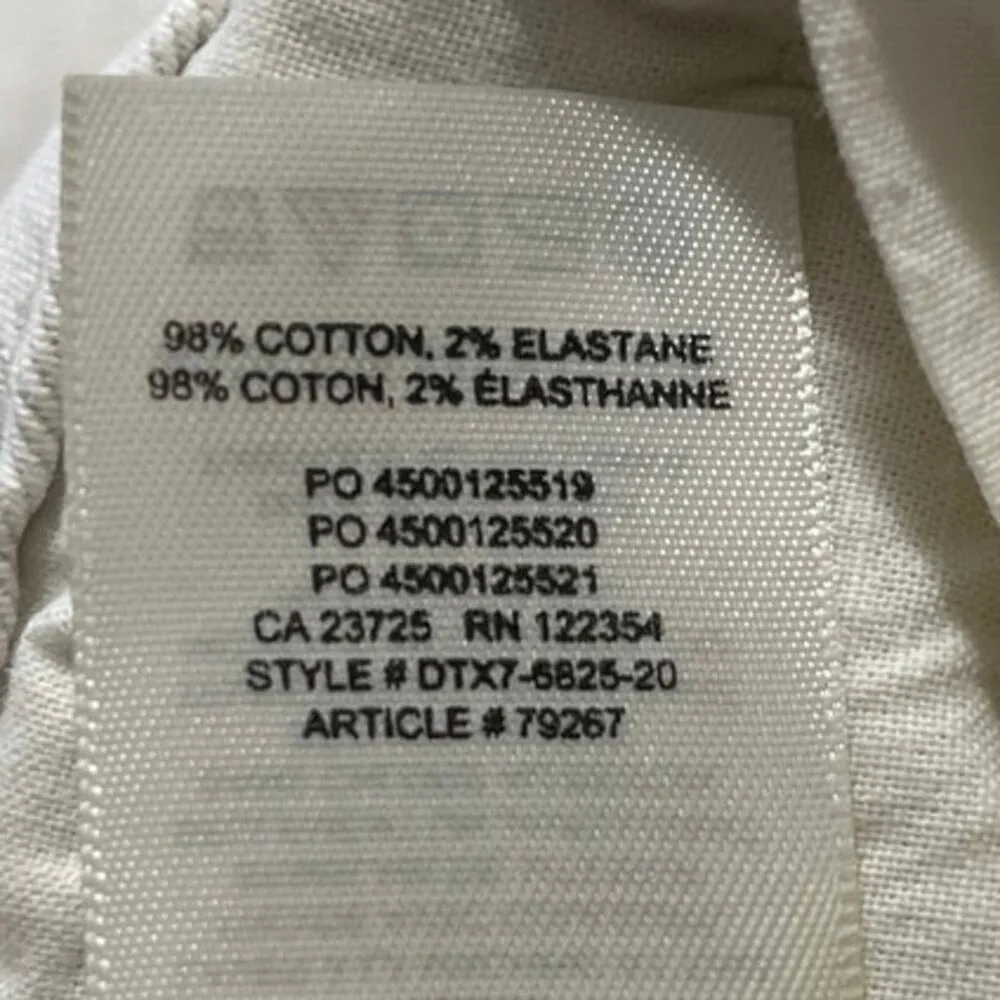 98% COTTON, 2% ELASTANE
98% COTON, 2% ÉLASTHANNE
PO 4500125519
PO 4500125520
PO 4500125521
CA 23725 RN 122354
STYLE # DTX7-6825-20
ARTICLE # 79267